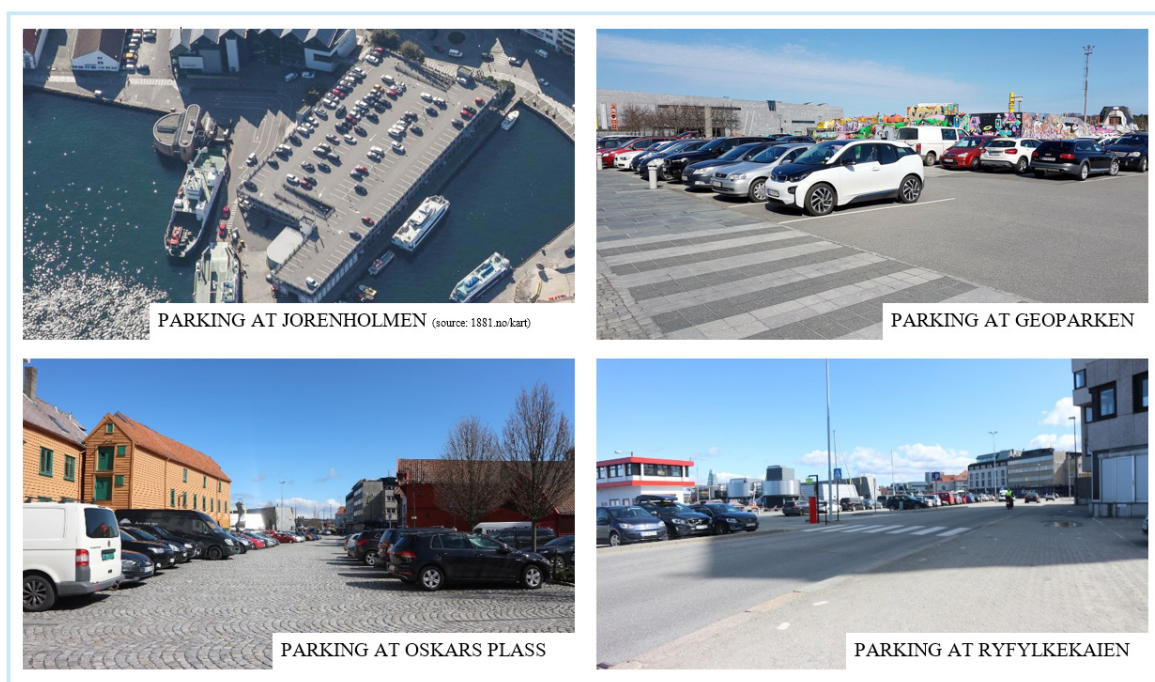 PARKING AT JORENHOLMEN (source: 1881.no/kart)
PARKING AT GEOPARKEN
PARKING AT OSKARS PLASS
PARKING AT RYFYLKEKAIEN